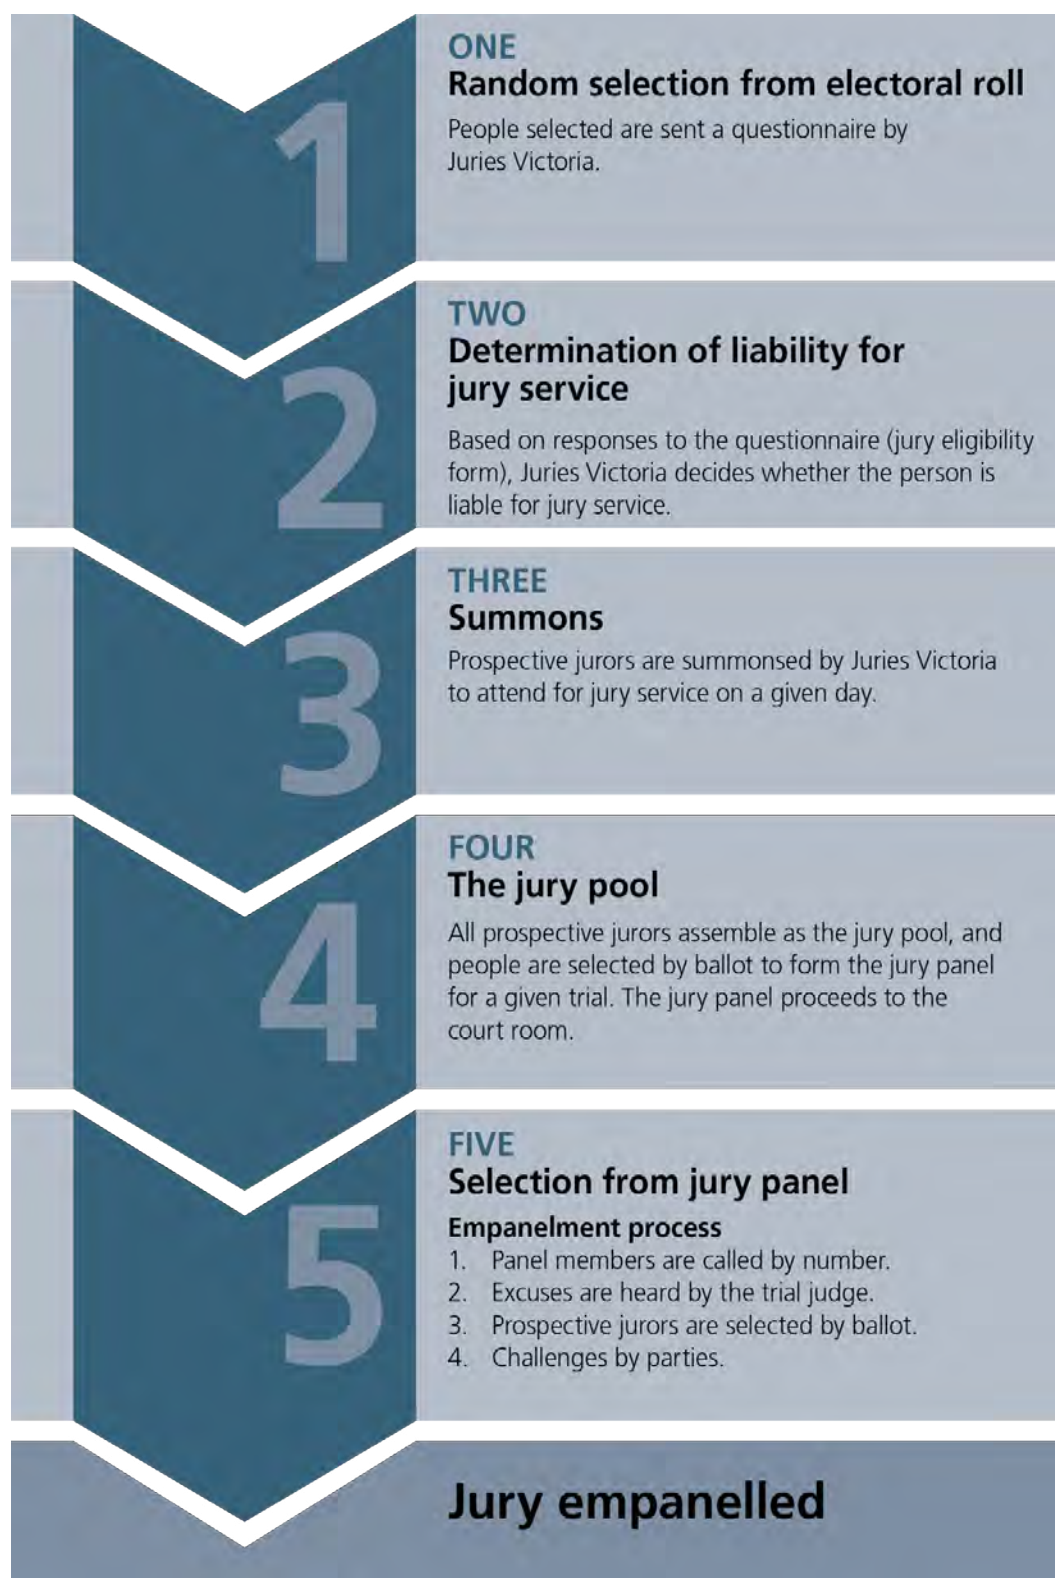 1
ONE
Random selection from electoral roll
People selected are sent a questionnaire by
Juries Victoria.
2
TWO
Determination of liability for
jury service
Based on responses to the questionnaire (jury eligibility
form), Juries Victoria decides whether the person is
liable for jury service.
3
THREE
Summons
Prospective jurors are summonsed by Juries Victoria
to attend for jury service on a given day.
4
FOUR
The jury pool
All prospective jurors assemble as the jury pool, and
people are selected by ballot to form the jury panel
for a given trial. The jury panel proceeds to the
court room.
5
FIVE
Selection from jury panel
Empanelment process
1. Panel members are called by number.
2. Excuses are heard by the trial judge.
3. Prospective jurors are selected by ballot.
4. Challenges by parties.
Jury empanelled